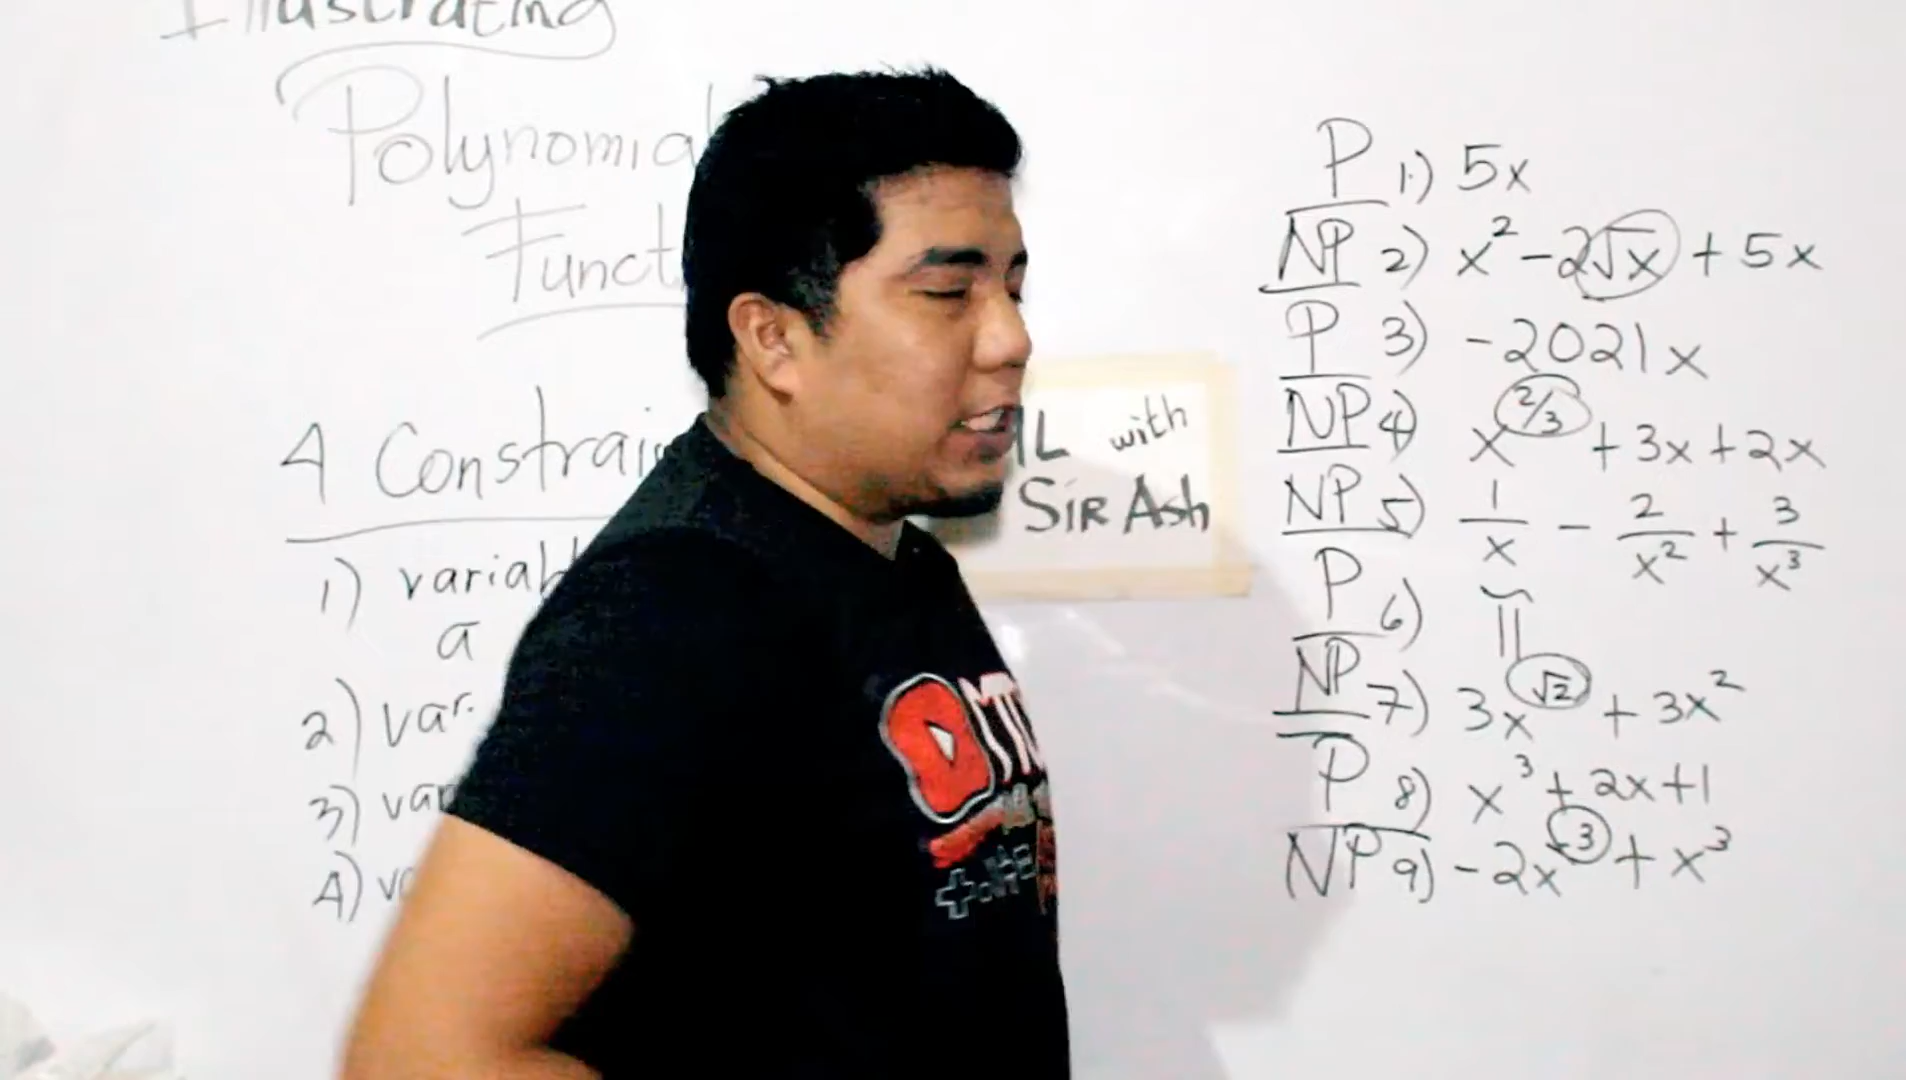 Illustrating
Polynomial
Funct
4 Constrai
1) variab
a
2) var.
3) var
4) va
L with
Sir Ash
P 1) 5x
NP 2) x² - 2√x + 5x
P 3) -2021x
NP 4) x^2/3 + 3x + 2x
NP 5) 1/x - 2/x² + 3/x³
P 6) π
NP 7) 3x^√2 + 3x²
P 8) x³ + 2x + 1
NP 9) -2x^-3 + x³